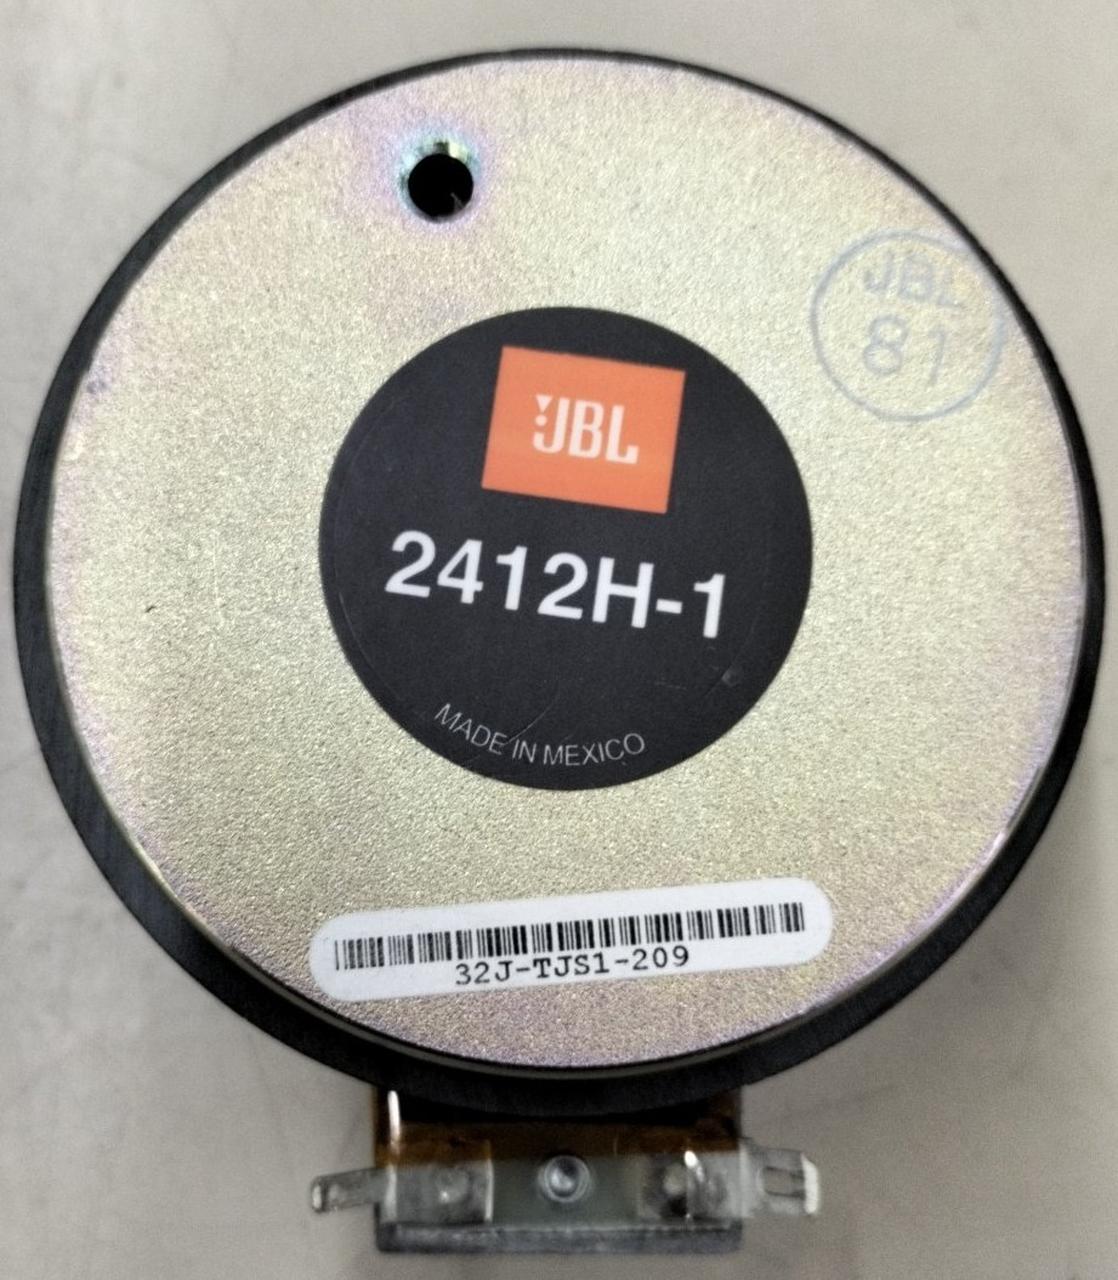 JBL
81
JBL
2412H-1
MADE IN MEXICO
32J-TJS1-209